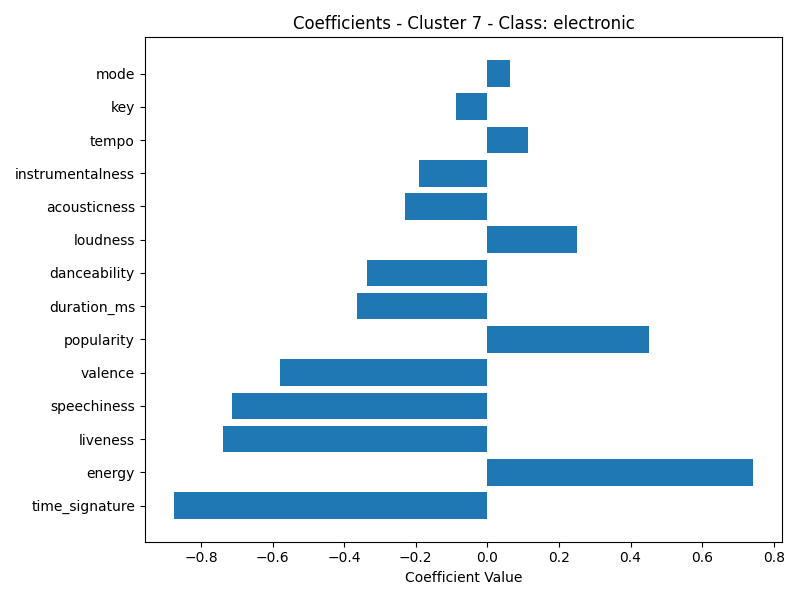 Coefficients - Cluster 7 - Class: electronic
mode
key
tempo
instrumentalness
acousticness
loudness
danceability
duration_ms
popularity
valence
speechiness
liveness
energy
time_signature
−0.8 −0.6 −0.4 −0.2 0.0 0.2 0.4 0.6 0.8
Coefficient Value